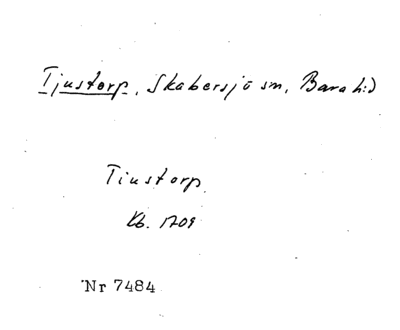 Tjustorp, Skabersjö sn, Bara hd
Tiustorp.
Kb. 1709
Nr 7484